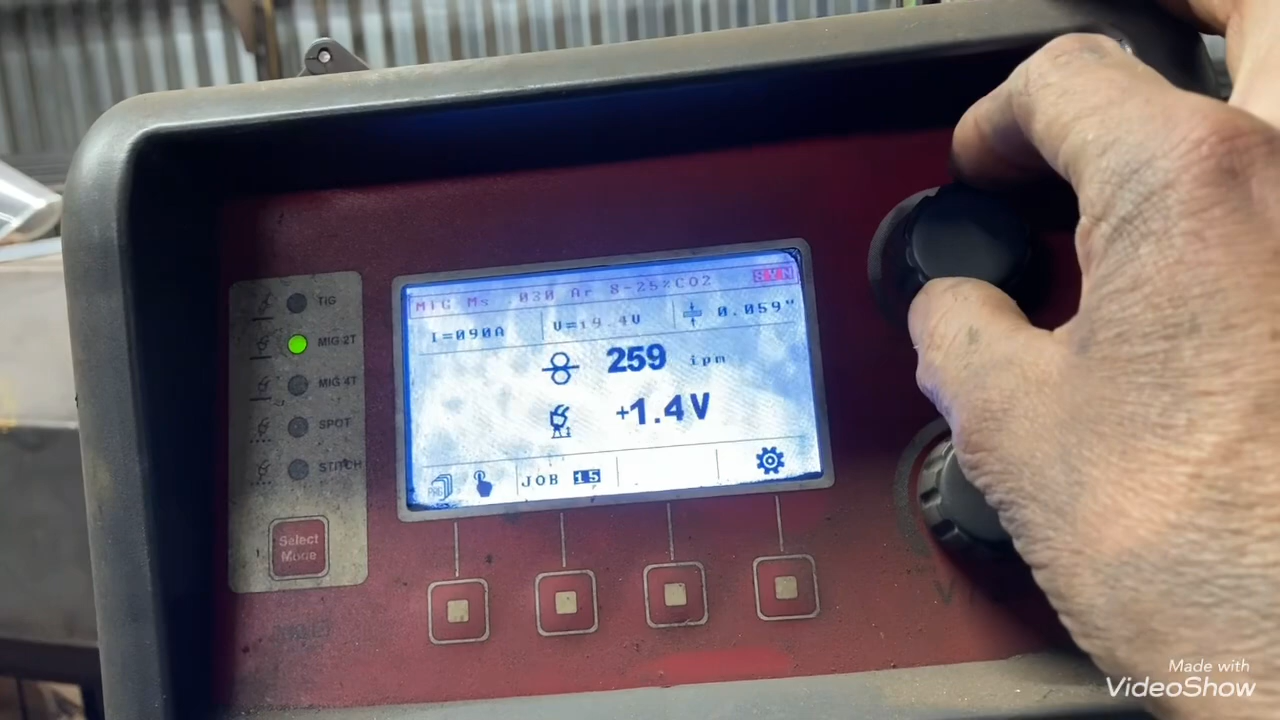 MIG Ms .030 Ar 8-25%CO2 SYN
I=090A U=19.4V 0.059"
259 ipm
+1.4V
PRG JOB 15
TIG
MIG 2T
MIG 4T
SPOT
STITCH
Select
Mode
Made with
VideoShow